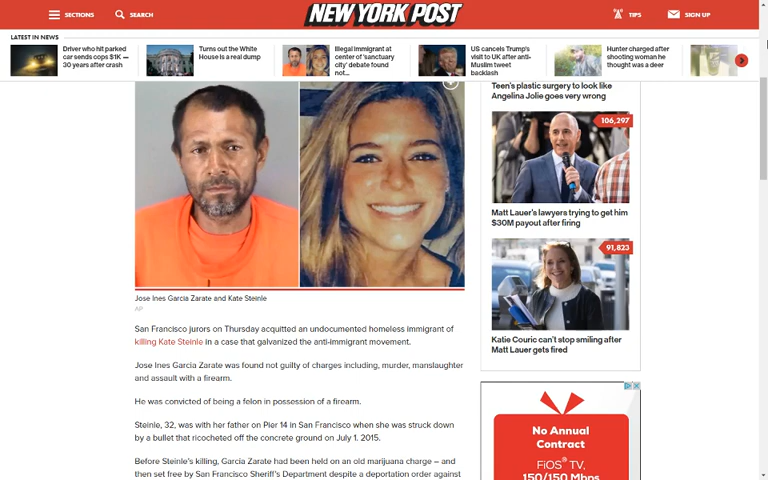 SECTIONS
SEARCH
NEW YORK POST
TIPS
SIGN UP
LATEST IN NEWS
Driver who hit parked
car sends cops $1K —
30 years after crash
Turns out the White
House is a real dump
Illegal immigrant at
center of 'sanctuary
city' debate found
not...
US cancels Trump's
visit to UK after anti-
Muslim tweet
backlash
Hunter charged after
shooting woman he
thought was a deer
Jose Ines Garcia Zarate and Kate Steinle
AP
San Francisco jurors on Thursday acquitted an undocumented homeless immigrant of
killing Kate Steinle in a case that galvanized the anti-immigrant movement.
Jose Ines Garcia Zarate was found not guilty of charges including, murder, manslaughter
and assault with a firearm.
He was convicted of being a felon in possession of a firearm.
Steinle, 32, was with her father on Pier 14 in San Francisco when she was struck down
by a bullet that ricocheted off the concrete ground on July 1, 2015.
Before Steinle's killing, Garcia Zarate had been held on an old marijuana charge – and
then set free by San Francisco Sheriff's Department despite a deportation order against
Teen's plastic surgery to look like
Angelina Jolie goes very wrong
106,297
Matt Lauer's lawyers trying to get him
$30M payout after firing
91,823
Katie Couric can't stop smiling after
Matt Lauer gets fired
No Annual
Contract
FiOS® TV,
150/150 Mbps